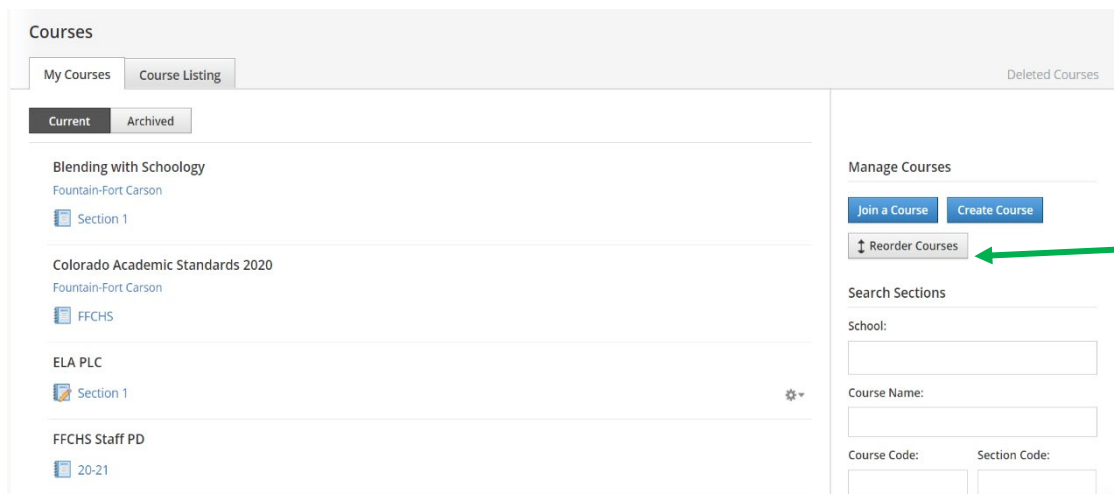 Courses
My Courses
Course Listing
Deleted Courses
Current
Archived
Blending with Schoology
Fountain-Fort Carson
Section 1
Colorado Academic Standards 2020
Fountain-Fort Carson
FFCHS
ELA PLC
Section 1
FFCHS Staff PD
20-21
Manage Courses
Join a Course
Create Course
Reorder Courses
Search Sections
School:
Course Name:
Course Code:
Section Code: